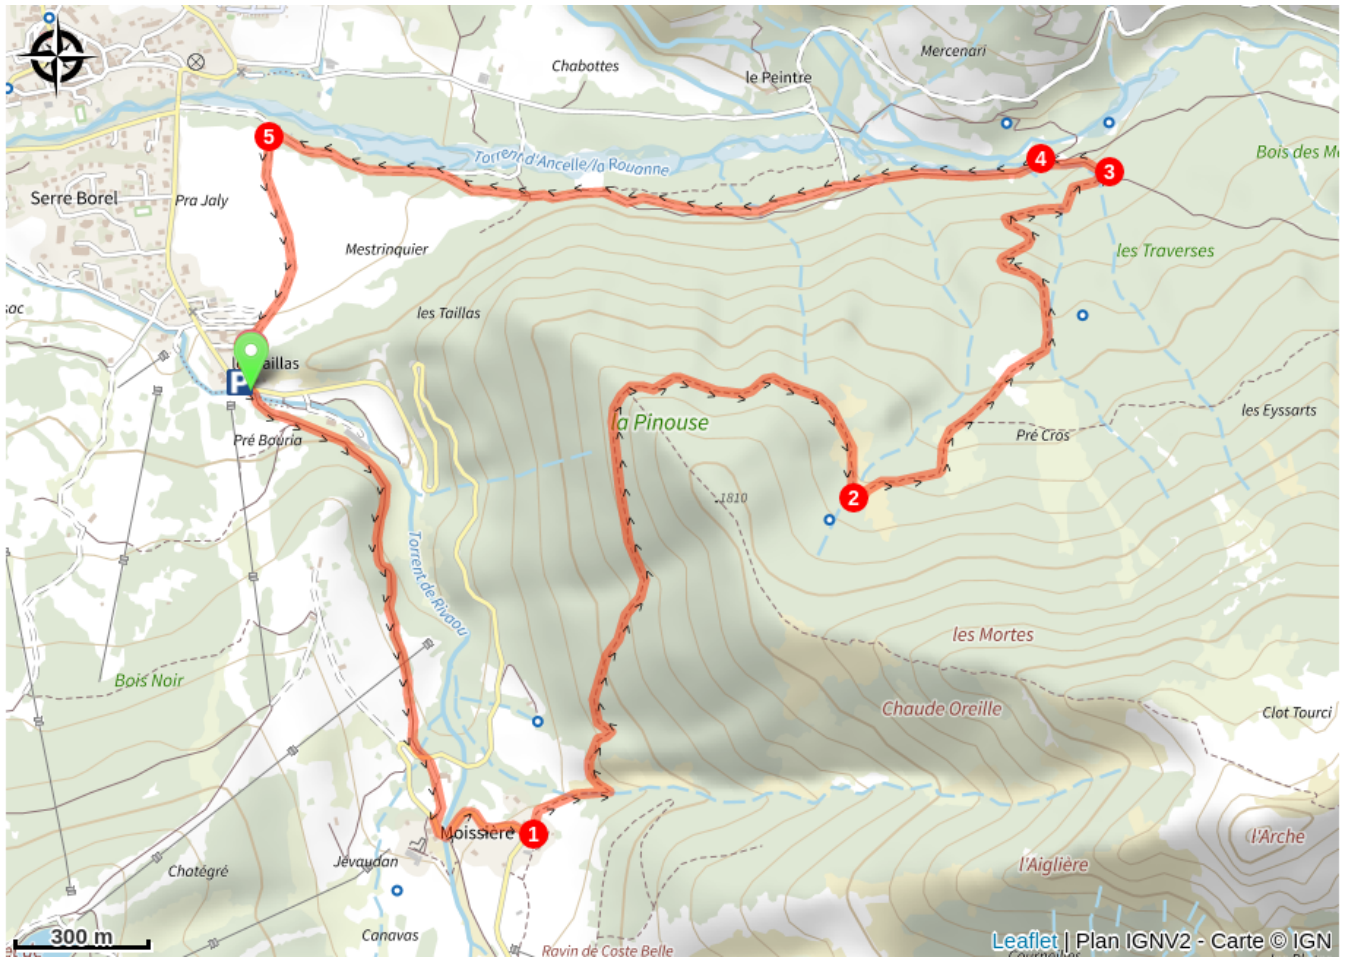 Mercenari
Chabottes
le Peintre
5
Torrent d'Ancelle/la Rouanne
4
3
Bois des
Serre Borel
Pra Jaly
Mestrinquier
les Traverses
les Taillas
P
la Pinouse
les Eyssarts
Pré Bouria
Pré Cros
1810
2
Torrent de Rivaou
les Mortes
Bois Noir
Chaude Oreille
Clot Tourci
Moissière
1
l'Arche
Jévaudan
l'Aiglière
Chatégré
Canavas
300 m
Ravin de Coste Belle
Leaflet | Plan IGNV2 - Carte © IGN